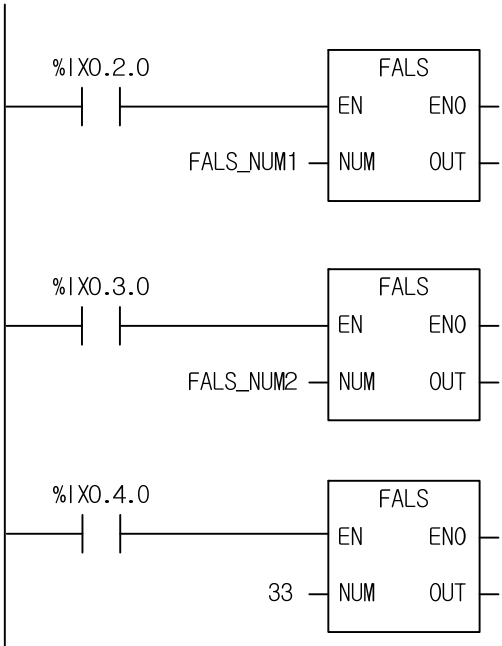 %IX0.2.0
FALS
EN ENO
FALS_NUM1 NUM OUT
%IX0.3.0
FALS
EN ENO
FALS_NUM2 NUM OUT
%IX0.4.0
FALS
EN ENO
33 NUM OUT